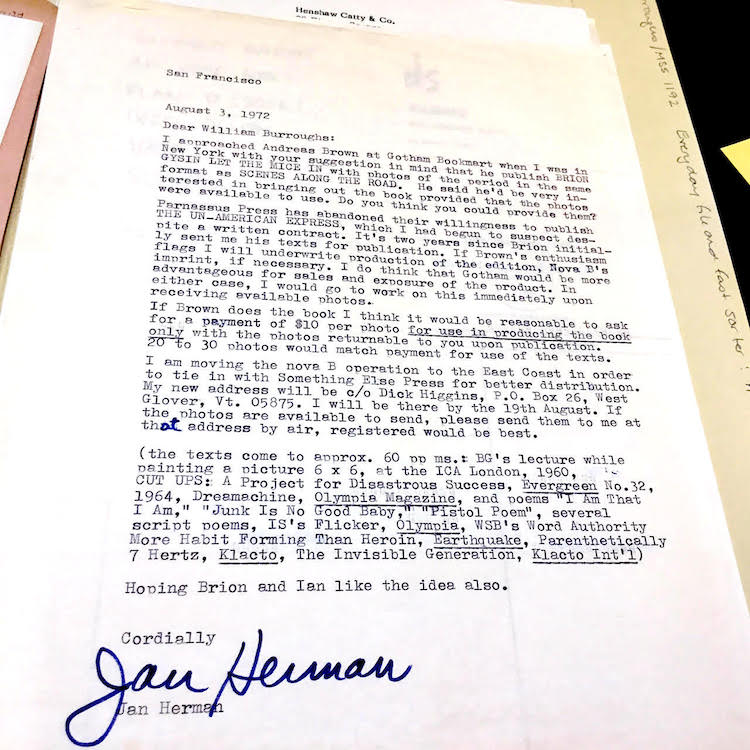 Henshaw Catty & Co.
San Francisco
August 3, 1972
Dear William Burroughs:
I approached Andreas Brown at Gotham Bookmart when I was in
New York with your suggestion in mind that he publish BRION
GYSIN LET THE MICE IN with photos of the period in the same
format as SCENES ALONG THE ROAD. He said he'd be very in-
terested in bringing out the book provided that the photos
were available to use. Do you think you could provide them?
Parnassus Press has abandoned their willingness to publish
THE UN-AMERICAN EXPRESS, which I had begun to suspect des-
pite a written contract. It's two years since Brion initial-
ly sent me his texts for publication. If Brown's enthusiasm
flags I will underwrite production of the edition, Nova B's
imprint, if necessary. I do think that Gotham would be more
advantageous for sales and exposure of the product. In
either case, I would go to work on this immediately upon
receiving available photos.
If Brown does the book I think it would be reasonable to ask
for a payment of $10 per photo for use in producing the book
only with the photos returnable to you upon publication.
20 to 30 photos would match payment for use of the texts.
I am moving the nova B operation to the East Coast in order
to tie in with Something Else Press for better distribution.
My new address will be c/o Dick Higgins, P.O. Box 26, West
Glover, Vt. 05875. I will be there by the 19th August. If
the photos are available to send, please send them to me at
that address by air, registered would be best.
(the texts come to approx. 60 pp ms.: BG's lecture while
painting a picture 6 x 6, at the ICA London, 1960,
CUT UPS: A Project for Disastrous Success, Evergreen No.32,
1964, Dreamachine, Olympia Magazine, and poems "I Am That
I Am," "Junk Is No Good Baby," "Pistol Poem", several
script poems, IS's Flicker, Olympia, WSB's Word Authority
More Habit Forming Than Heroin, Earthquake, Parenthetically
7 Hertz, Klacto, The Invisible Generation, Klacto Int'l)
Hoping Brion and Ian like the idea also.
Cordially
Jan Herman
Jan Herman
/MSS 1192 Everyday file and fast sorter